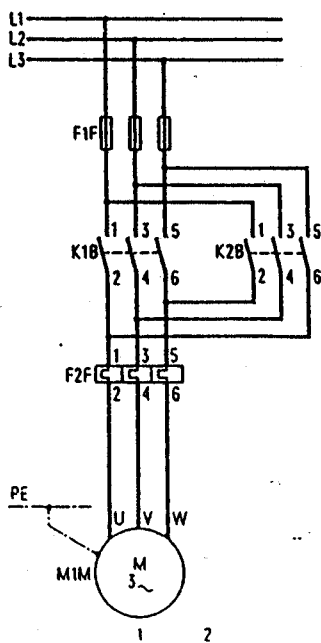 L1
L2
L3
F1F
1 3 5 1 3 5
K1B K2B
2 4 6 2 4 6
1 3 5
F2F
2 4 6
PE
U V W
M1M M
3~
1 2